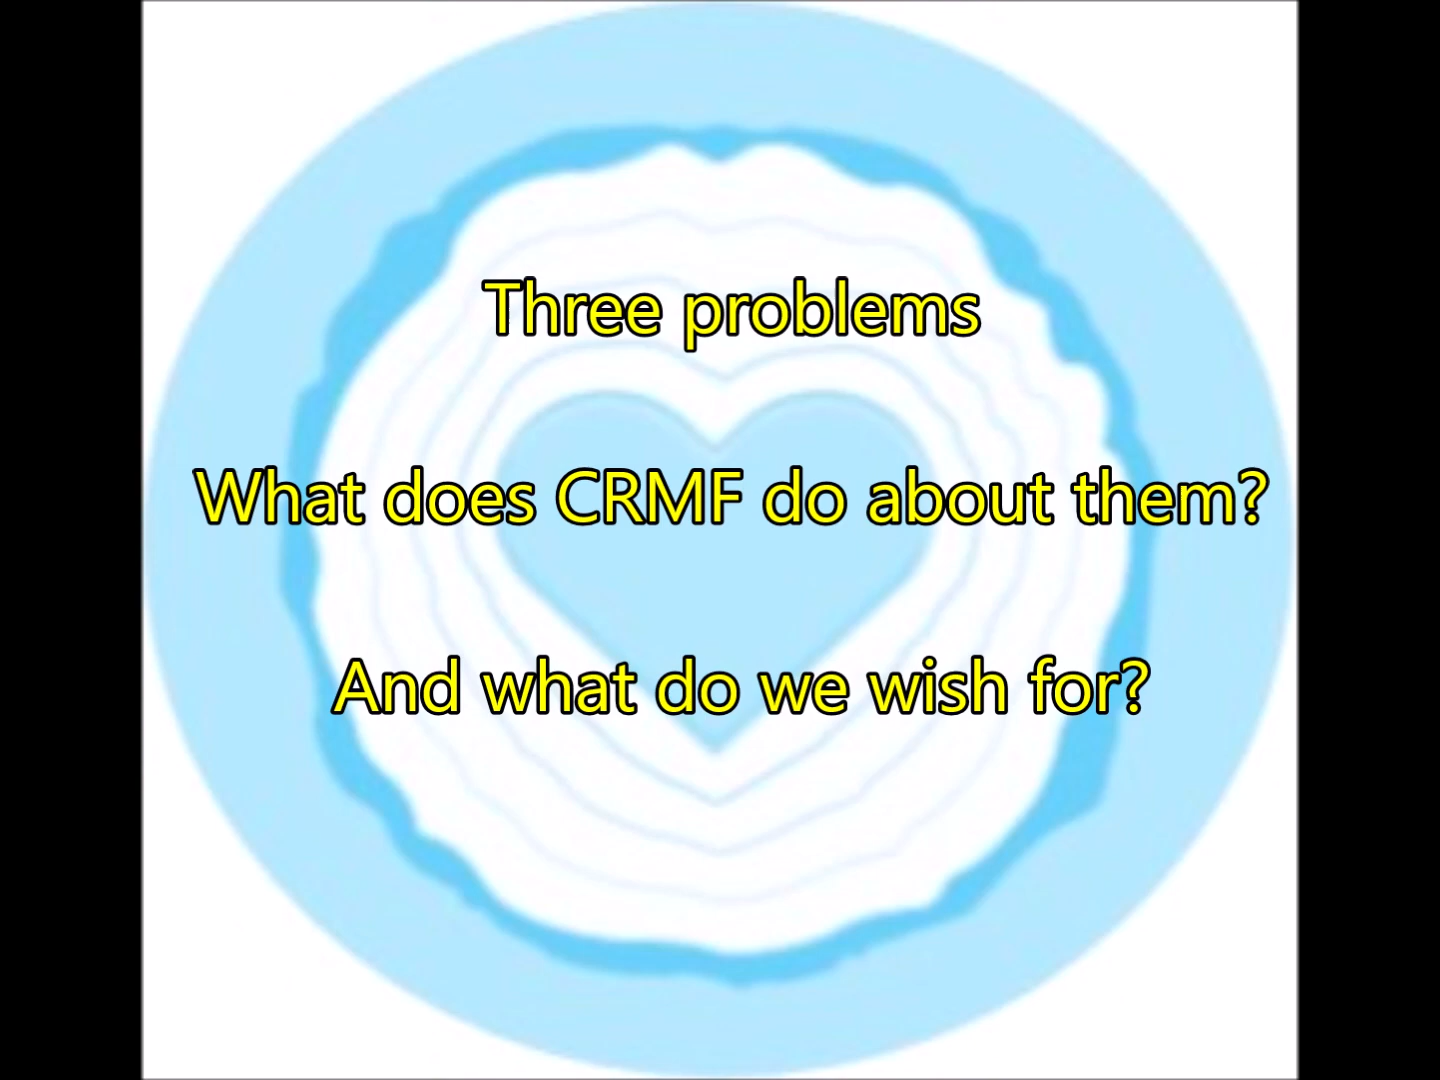 Three problems
What does CRMF do about them?
And what do we wish for?